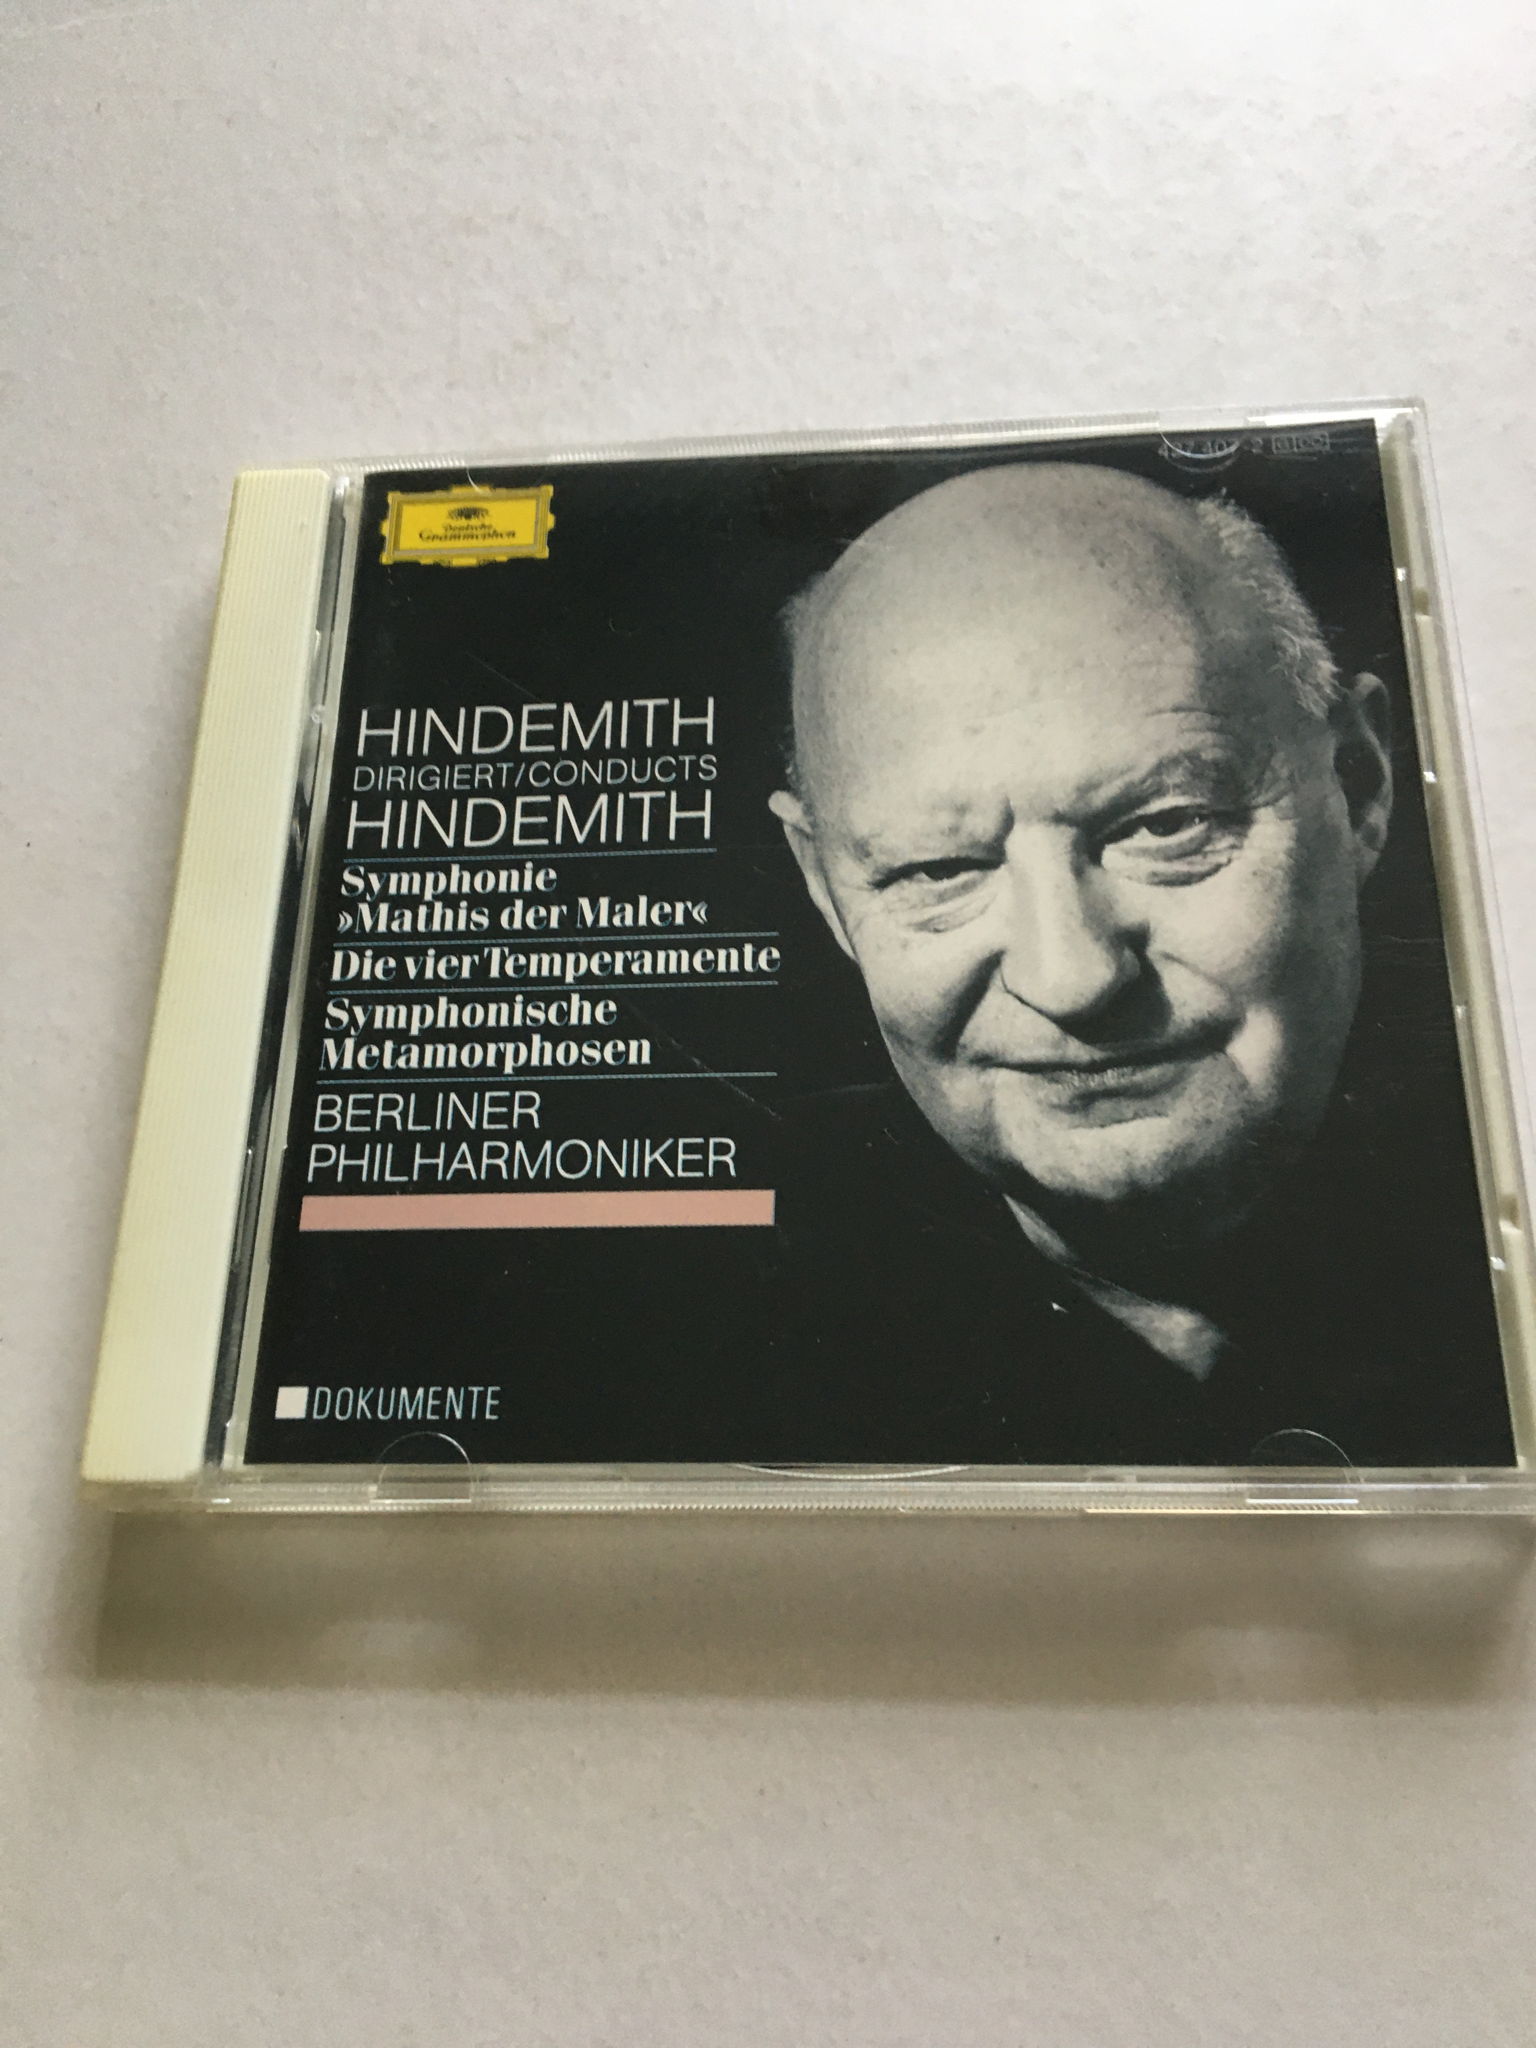 Deutsche
Grammophon
HINDEMITH
DIRIGIERT/CONDUCTS
HINDEMITH
Symphonie
»Mathis der Maler«
Die vier Temperamente
Symphonische
Metamorphosen
BERLINER
PHILHARMONIKER
DOKUMENTE